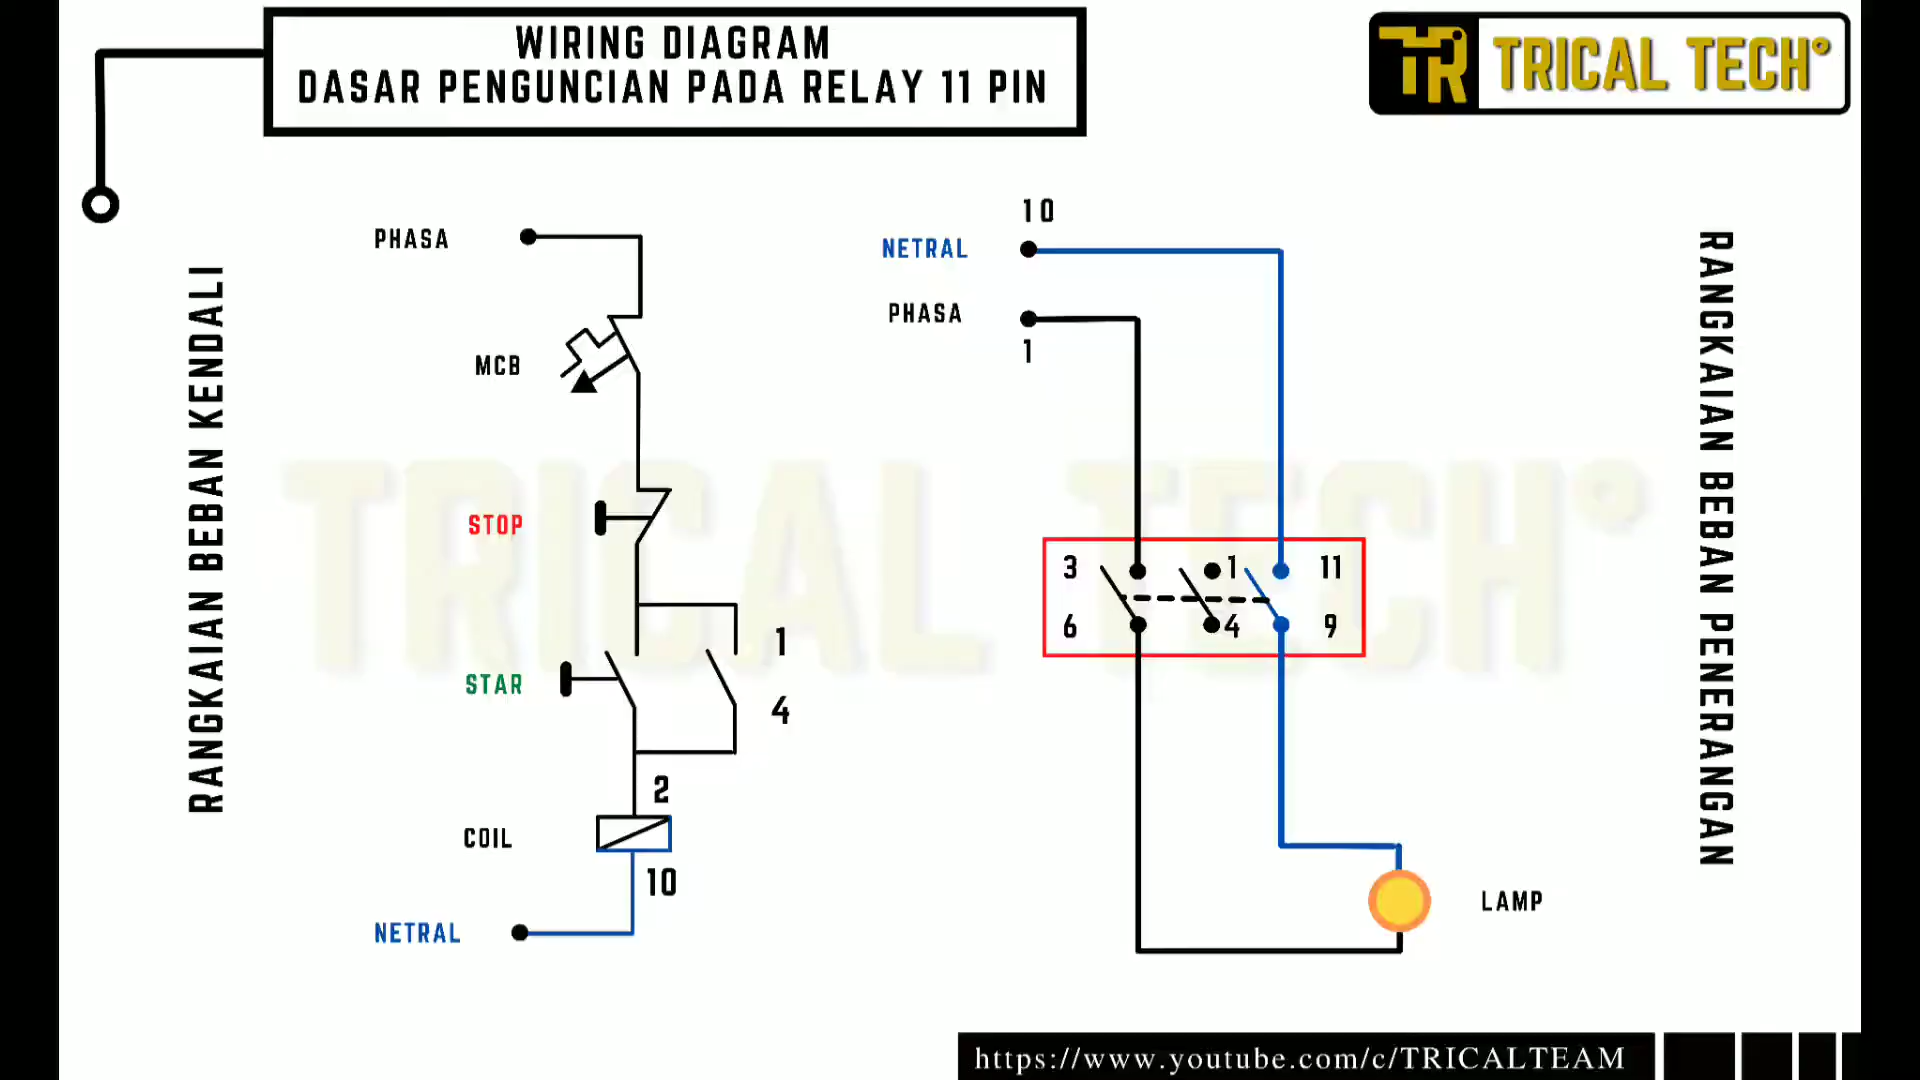 WIRING DIAGRAM
DASAR PENGUNCIAN PADA RELAY 11 PIN
TR TRICAL TECH°
RANGKAIAN BEBAN KENDALI
PHASA
MCB
STOP
STAR
1
4
2
COIL
10
NETRAL
10
NETRAL
PHASA
1
3 1 11
6 4 9
LAMP
RANGKAIAN BEBAN PENERANGAN
TRICAL TECH°
https://www.youtube.com/c/TRICALTEAM